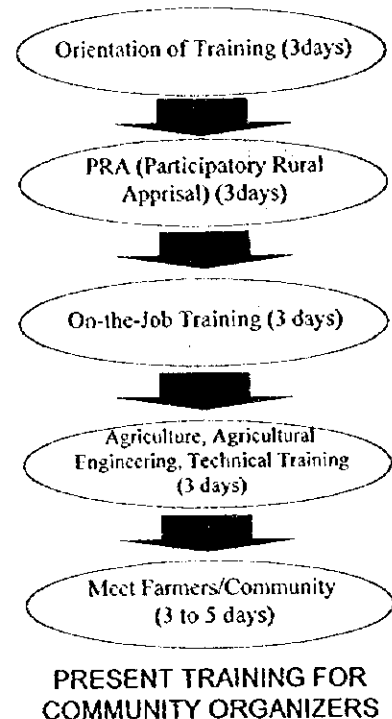 Orientation of Training (3days)
PRA (Participatory Rural
Apprisal) (3days)
On-the-Job Training (3 days)
Agriculture, Agricultural
Engineering, Technical Training
(3 days)
Meet Farmers/Community
(3 to 5 days)
PRESENT TRAINING FOR
COMMUNITY ORGANIZERS